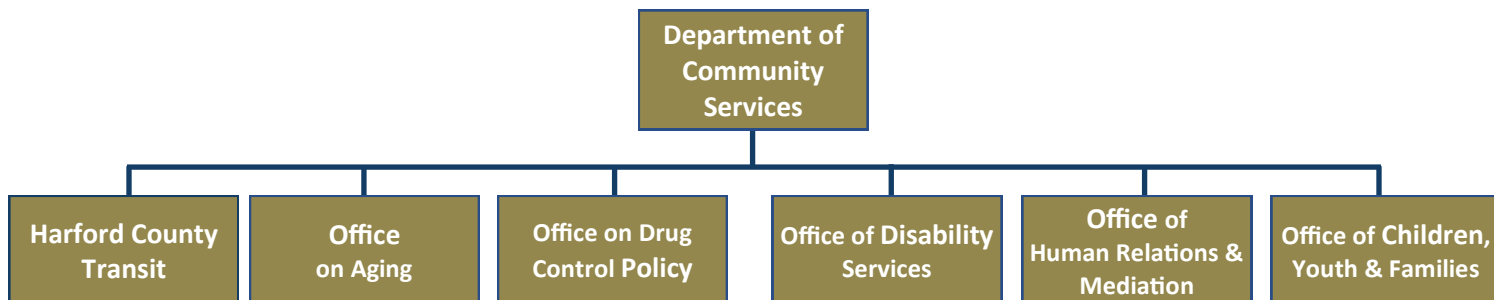 Department of
Community
Services
Harford County
Transit
Office
on Aging
Office on Drug
Control Policy
Office of Disability
Services
Office of
Human Relations &
Mediation
Office of Children,
Youth & Families